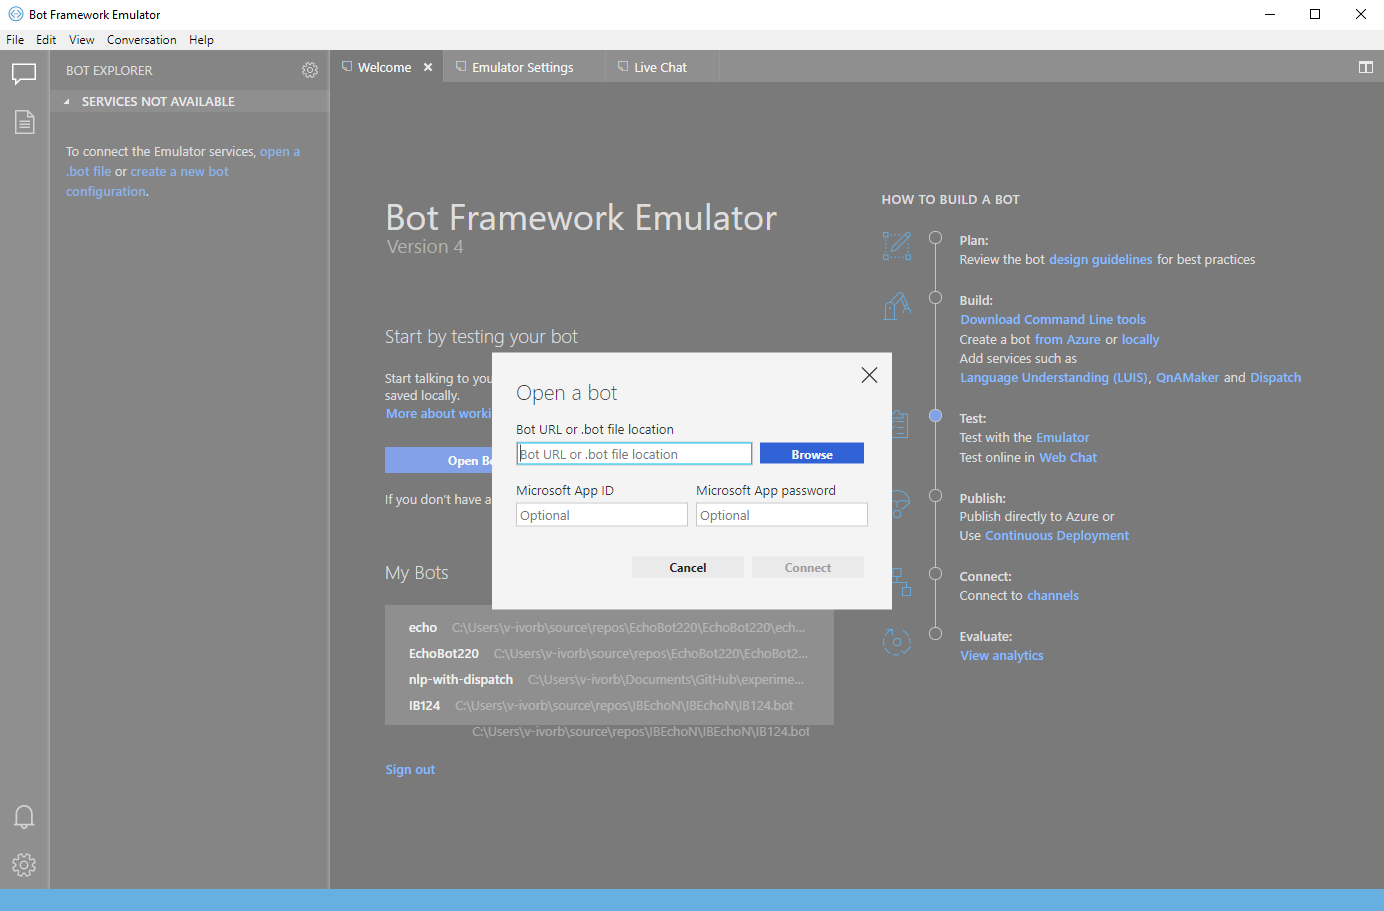 Bot Framework Emulator
File Edit View Conversation Help
BOT EXPLORER
SERVICES NOT AVAILABLE
To connect the Emulator services, open a
.bot file or create a new bot
configuration.
Welcome
Emulator Settings
Live Chat
Bot Framework Emulator
Version 4
Start by testing your bot
Start talking to you
saved locally.
More about worki
Open Bo
If you don't have a
My Bots
echo C:\Users\v-ivorb\source\repos\EchoBot220\EchoBot220\ech...
EchoBot220 C:\Users\v-ivorb\source\repos\EchoBot220\EchoBot2...
nlp-with-dispatch C:\Users\v-ivorb\Documents\GitHub\experime...
IB124 C:\Users\v-ivorb\source\repos\IBEchoN\IBEchoN\IB124.bot
C:\Users\v-ivorb\source\repos\IBEchoN\IBEchoN\IB124.bot
Sign out
Open a bot
Bot URL or .bot file location
Bot URL or .bot file location
Browse
Microsoft App ID
Microsoft App password
Optional
Optional
Cancel
Connect
HOW TO BUILD A BOT
Plan:
Review the bot design guidelines for best practices
Build:
Download Command Line tools
Create a bot from Azure or locally
Add services such as
Language Understanding (LUIS), QnAMaker and Dispatch
Test:
Test with the Emulator
Test online in Web Chat
Publish:
Publish directly to Azure or
Use Continuous Deployment
Connect:
Connect to channels
Evaluate:
View analytics